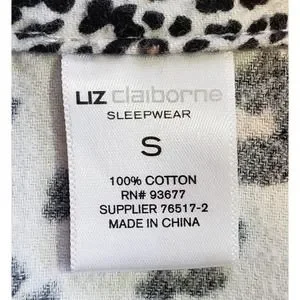 LIZ claiborne
SLEEPWEAR
S
100% COTTON
RN# 93677
SUPPLIER 76517-2
MADE IN CHINA